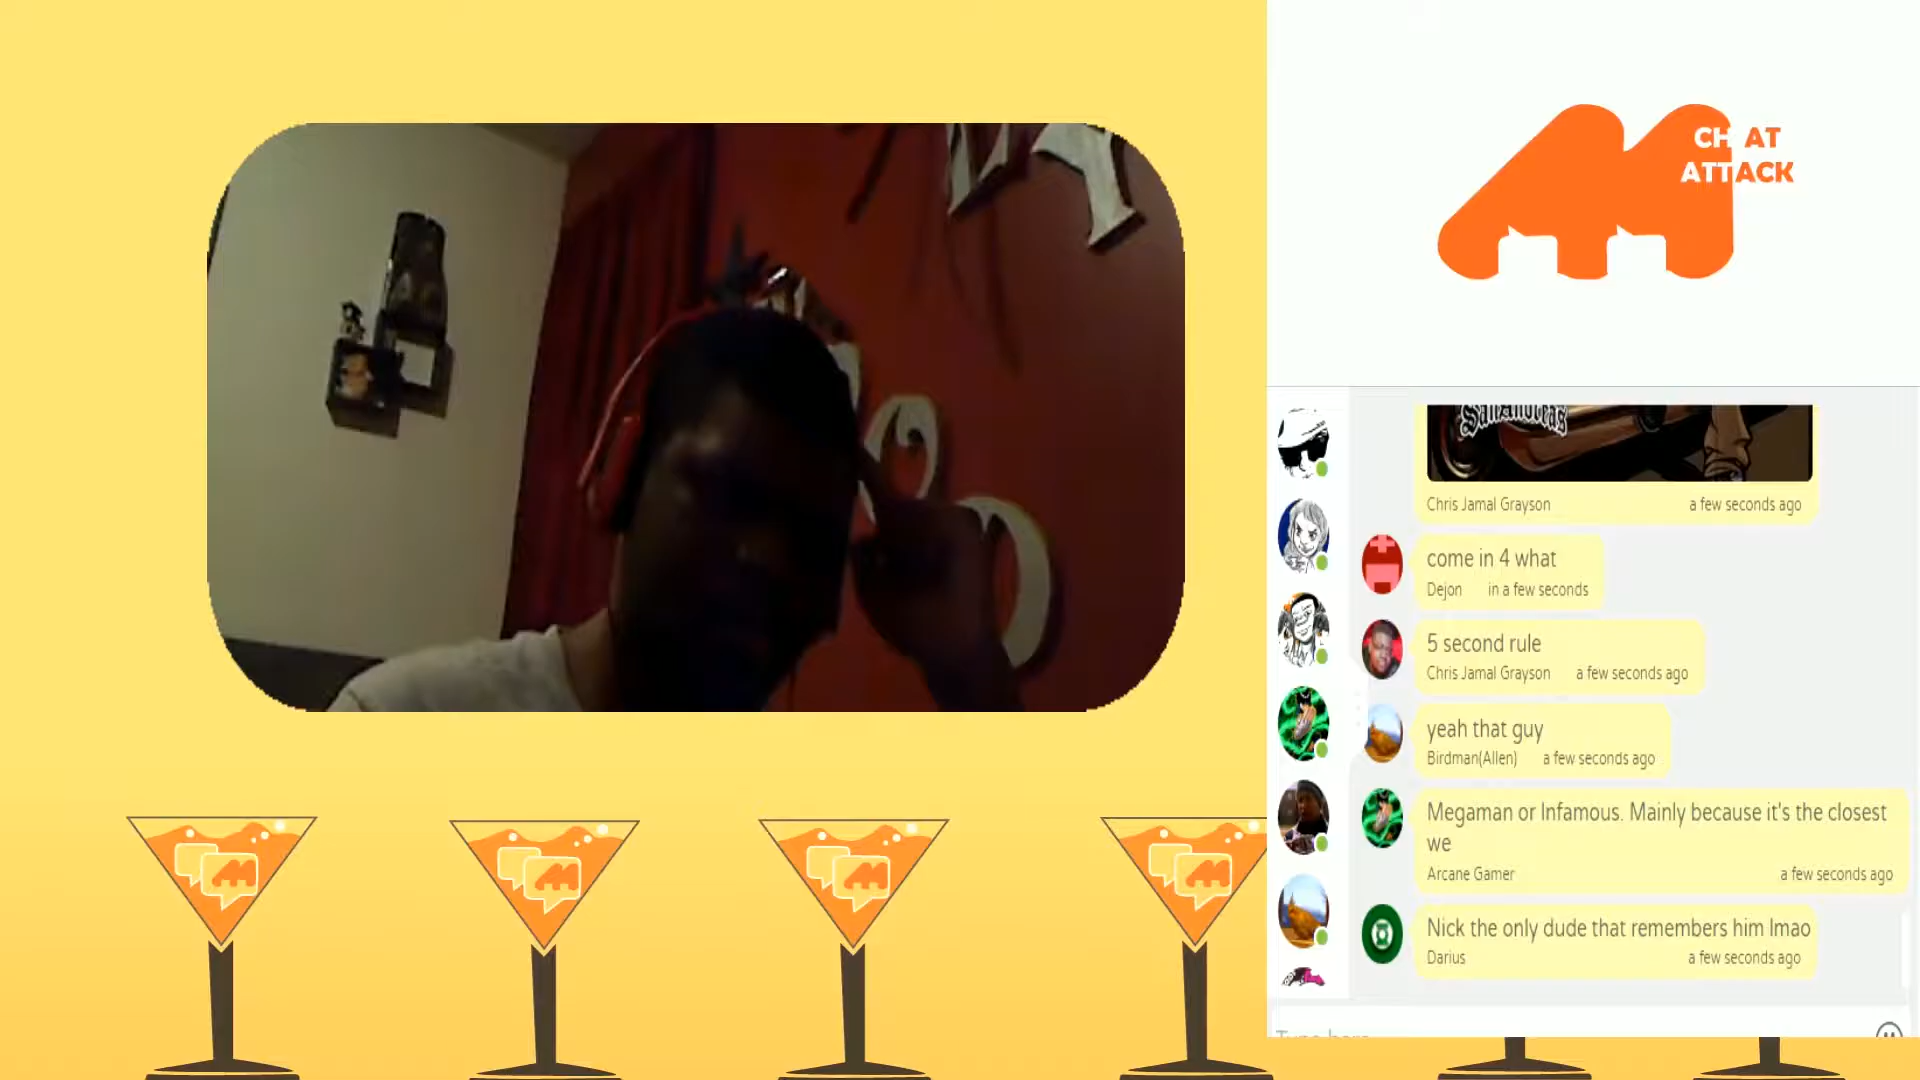 CHAT
ATTACK
San Andreas
Chris Jamal Grayson a few seconds ago
come in 4 what
Dejon in a few seconds
5 second rule
Chris Jamal Grayson a few seconds ago
yeah that guy
Birdman(Allen) a few seconds ago
Megaman or Infamous. Mainly because it's the closest
we
Arcane Gamer a few seconds ago
Nick the only dude that remembers him lmao
Darius a few seconds ago